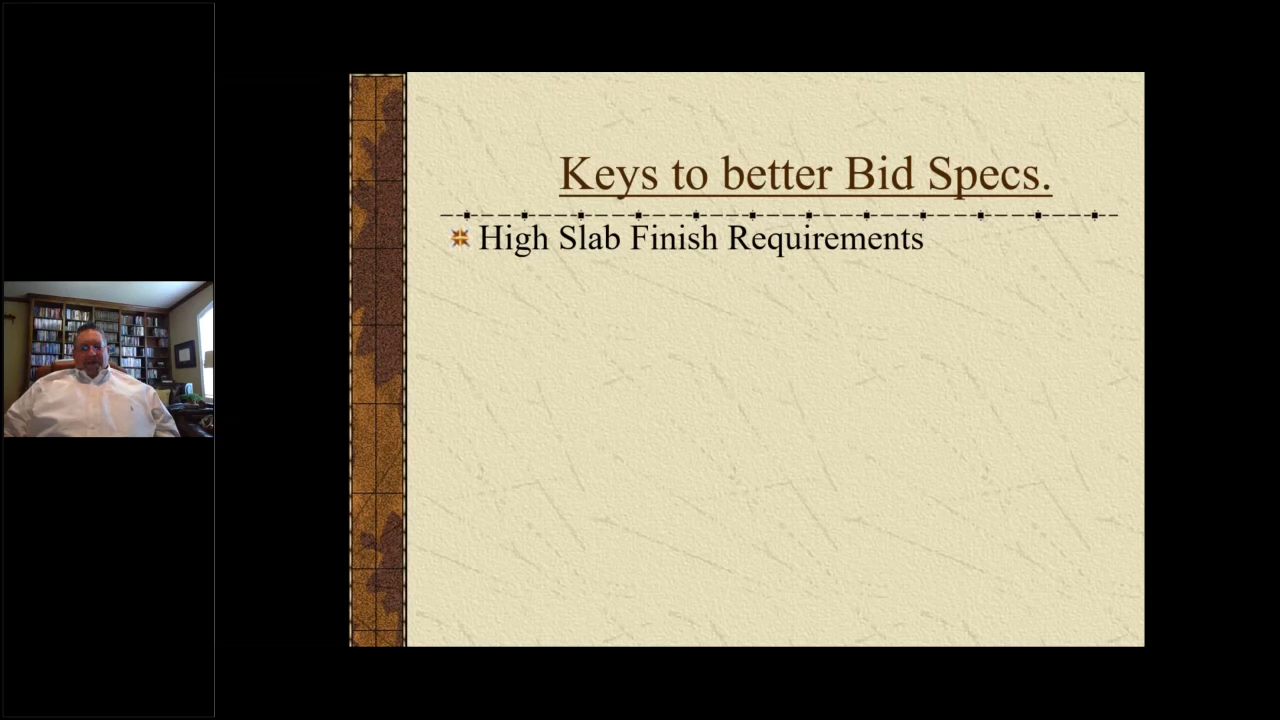 Keys to better Bid Specs.
High Slab Finish Requirements